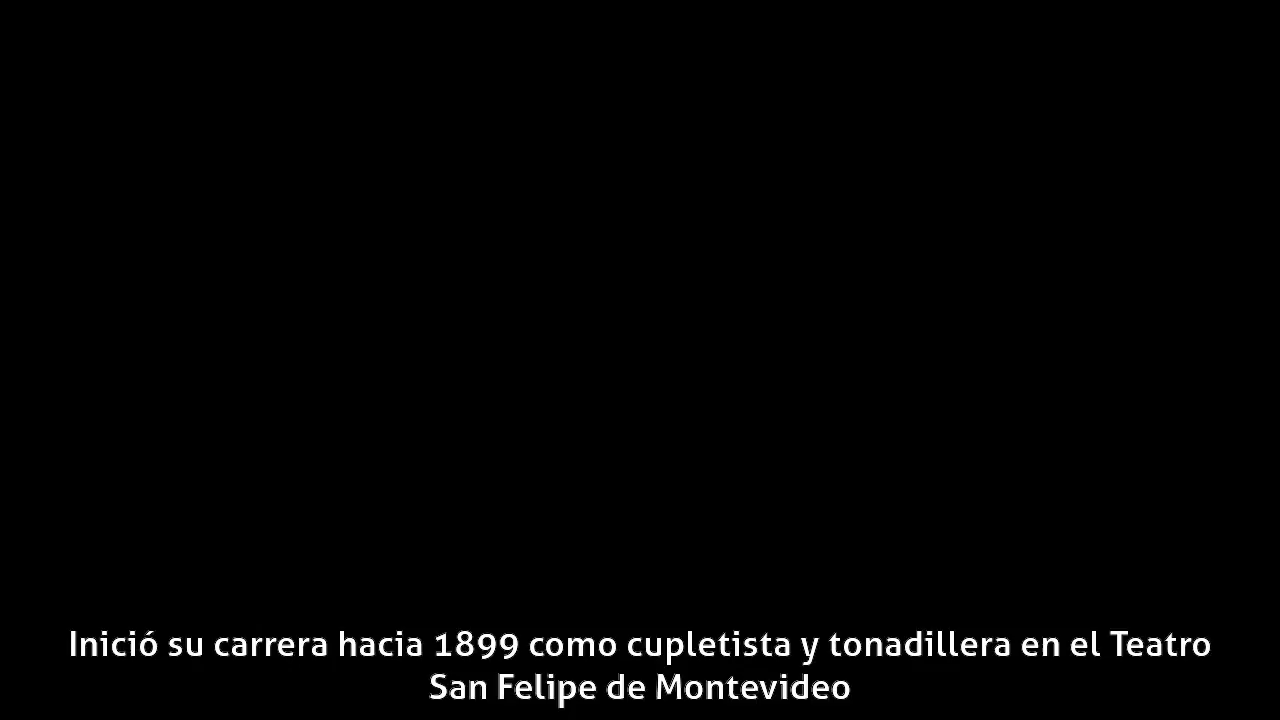 Inició su carrera hacia 1899 como cupletista y tonadillera en el Teatro
San Felipe de Montevideo